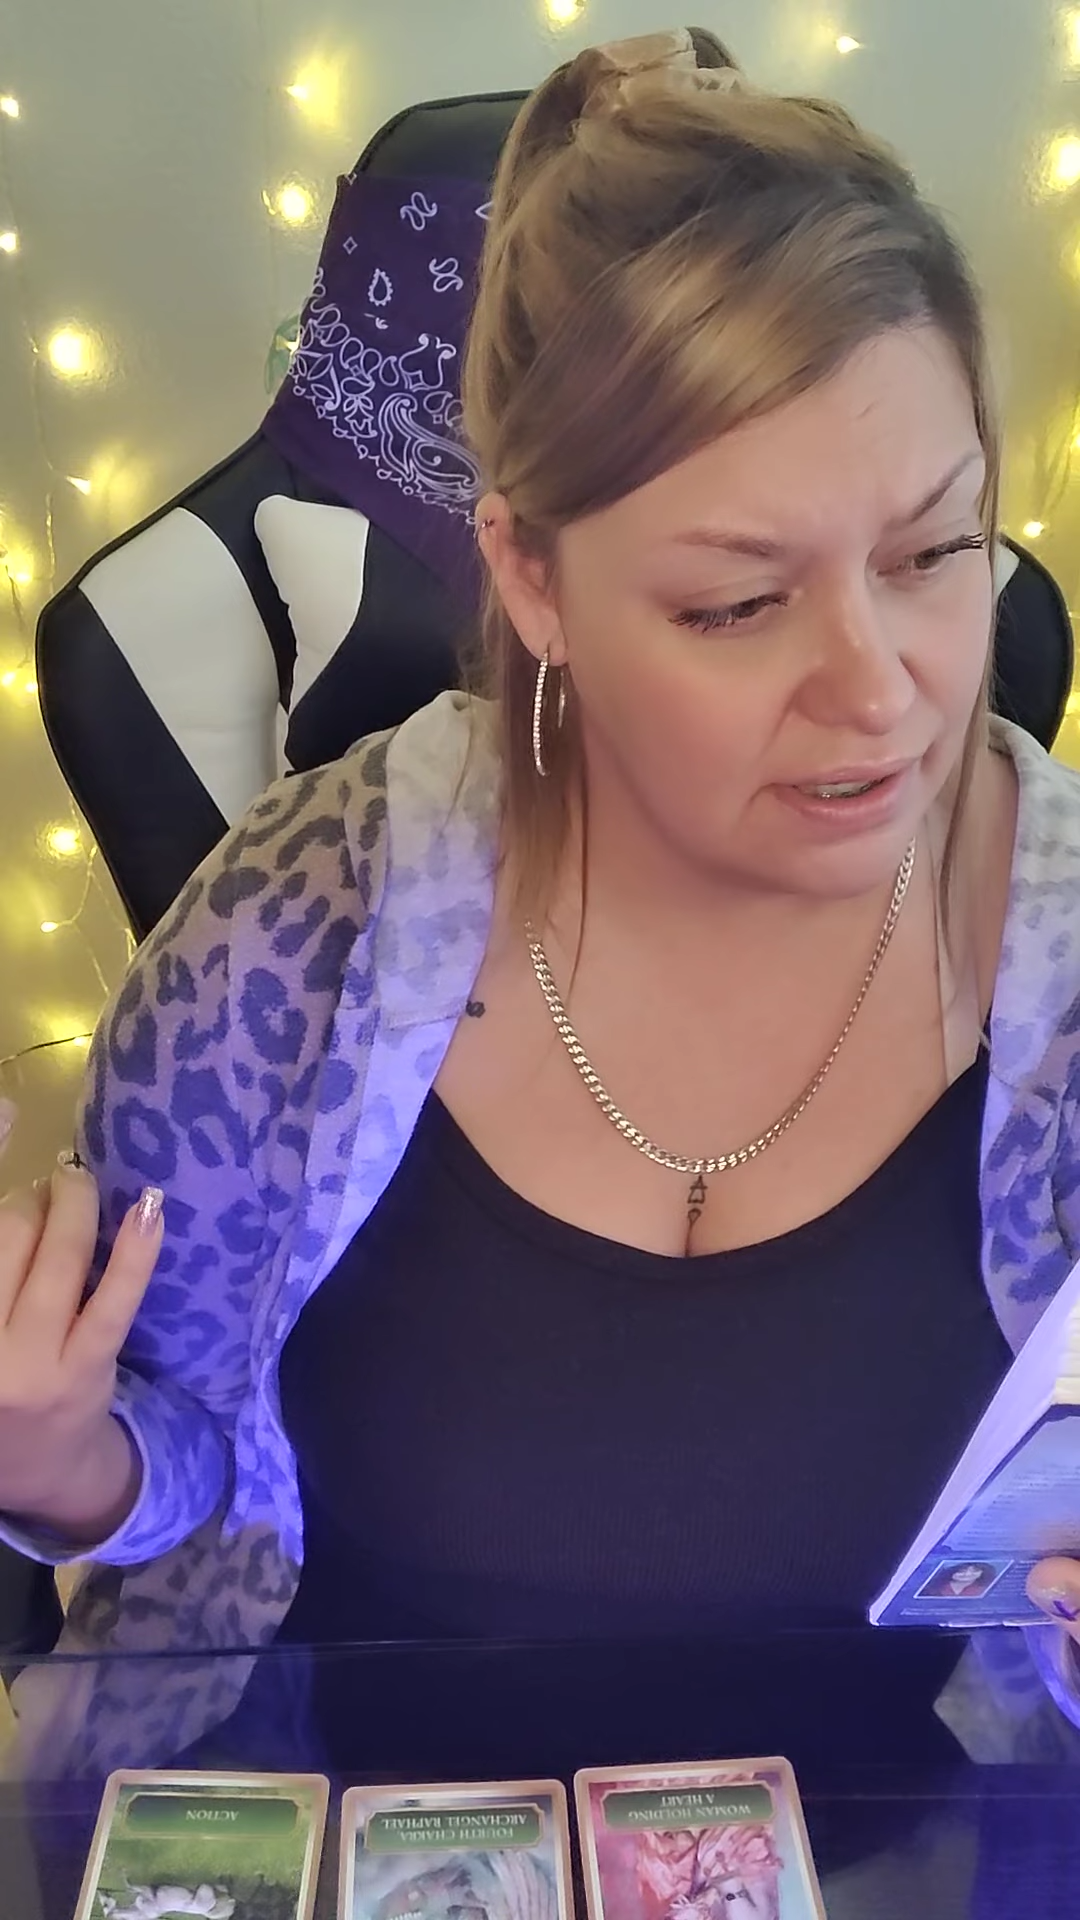 ACTION
FOURTH CHAKRA
ARCHANGEL RAPHAEL
WOMAN HOLDING
A HEART